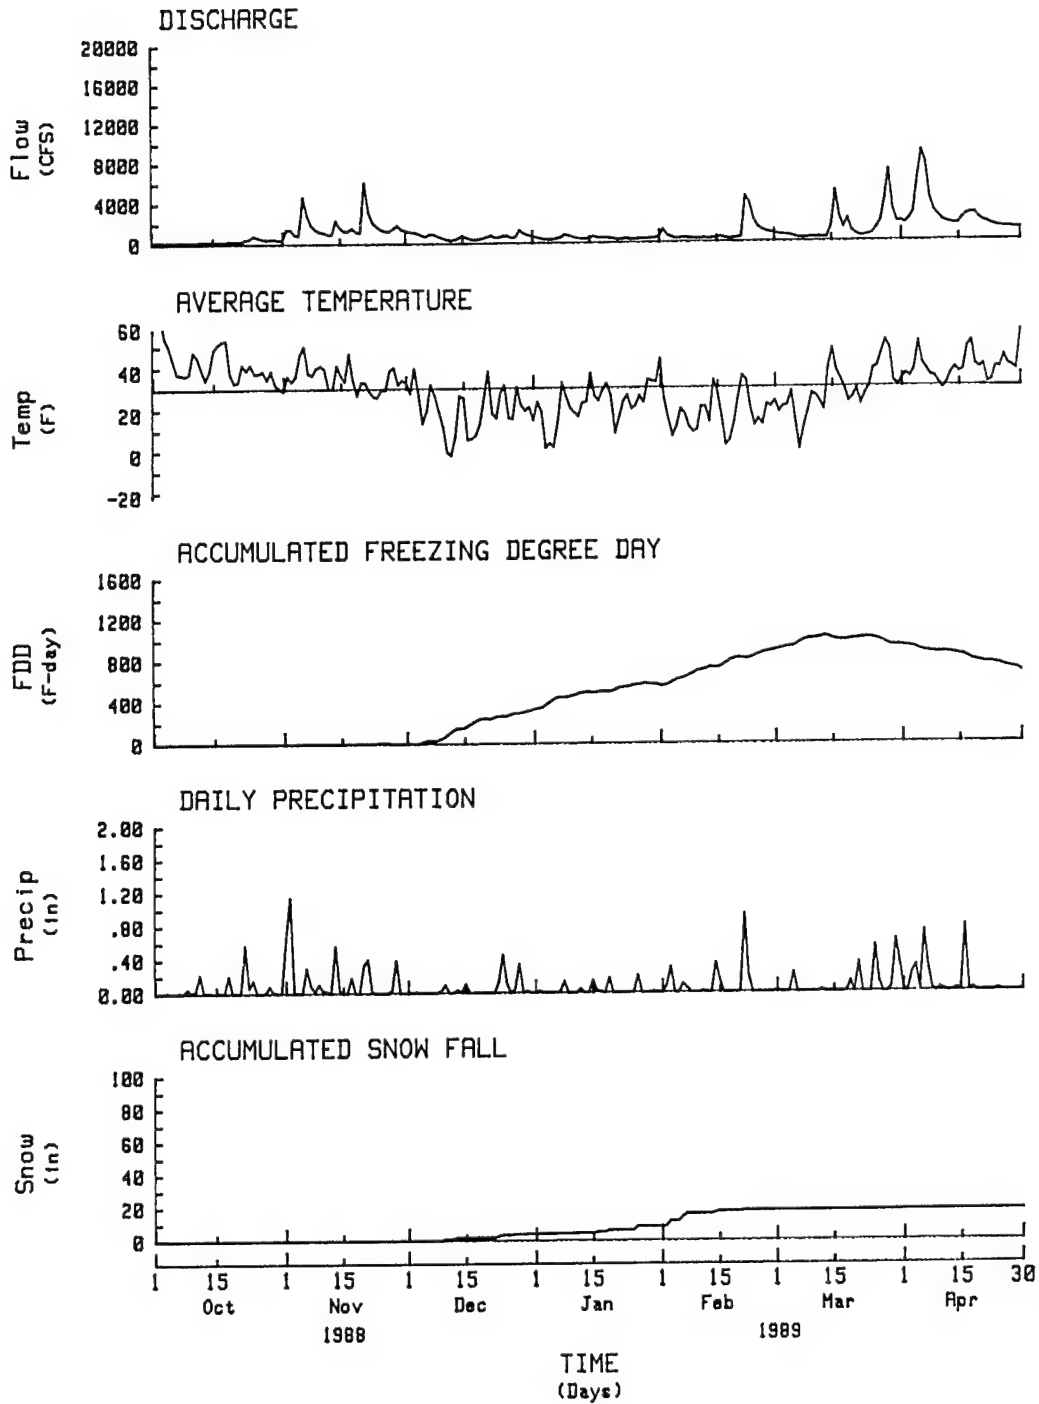 DISCHARGE
20000
16000
12000
8000
4000
0
Flow
(CFS)
AVERAGE TEMPERATURE
60
40
20
0
-20
Temp
(F)
ACCUMULATED FREEZING DEGREE DAY
1600
1200
800
400
0
FDD
(F-day)
DAILY PRECIPITATION
2.00
1.60
1.20
.80
.40
0.00
Precip
(in)
ACCUMULATED SNOW FALL
100
80
60
40
20
0
Snow
(in)
1 15 1 15 1 15 1 15 1 15 1 15 1 15 30
Oct Nov Dec Jan Feb Mar Apr
1988 1989
TIME
(Days)